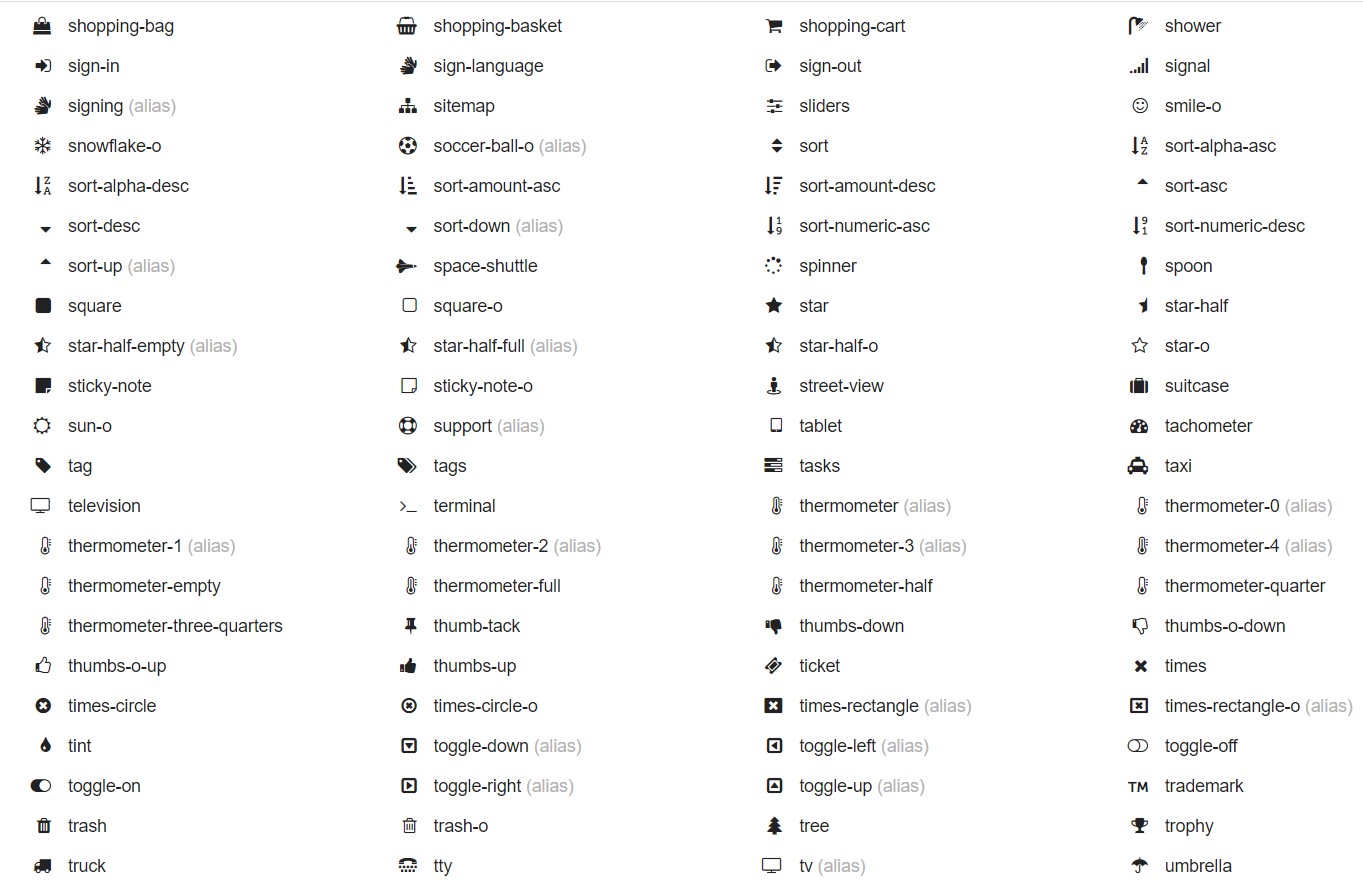 shopping-bag shopping-basket shopping-cart shower
sign-in sign-language sign-out signal
signing (alias) sitemap sliders smile-o
snowflake-o soccer-ball-o (alias) sort sort-alpha-asc
sort-alpha-desc sort-amount-asc sort-amount-desc sort-asc
sort-desc sort-down (alias) sort-numeric-asc sort-numeric-desc
sort-up (alias) space-shuttle spinner spoon
square square-o star star-half
star-half-empty (alias) star-half-full (alias) star-half-o star-o
sticky-note sticky-note-o street-view suitcase
sun-o support (alias) tablet tachometer
tag tags tasks taxi
television terminal thermometer (alias) thermometer-0 (alias)
thermometer-1 (alias) thermometer-2 (alias) thermometer-3 (alias) thermometer-4 (alias)
thermometer-empty thermometer-full thermometer-half thermometer-quarter
thermometer-three-quarters thumb-tack thumbs-down thumbs-o-down
thumbs-o-up thumbs-up ticket times
times-circle times-circle-o times-rectangle (alias) times-rectangle-o (alias)
tint toggle-down (alias) toggle-left (alias) toggle-off
toggle-on toggle-right (alias) toggle-up (alias) TM trademark
trash trash-o tree trophy
truck tty tv (alias) umbrella